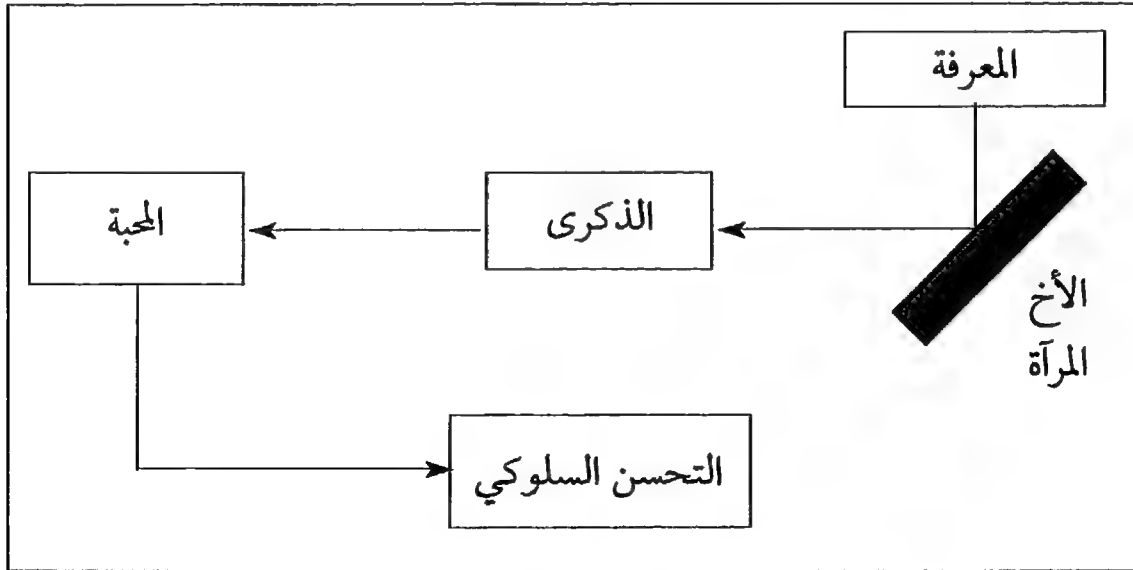 المعرفة
الذكرى
المحبة
الأخ
المرآة
التحسن السلوكي